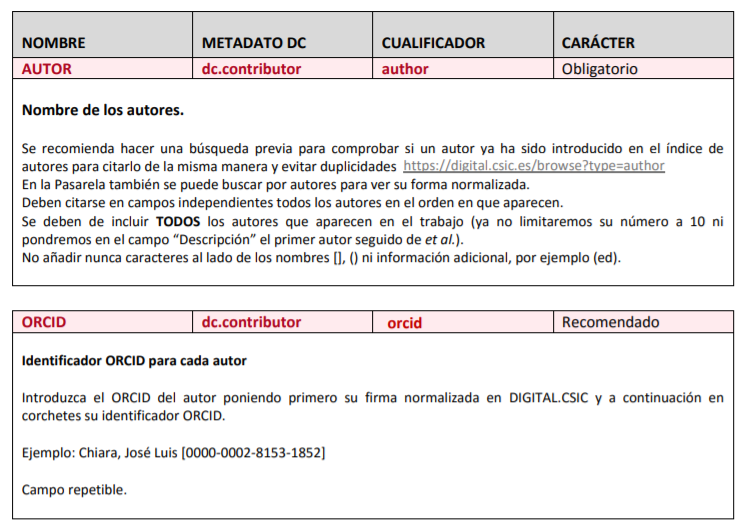 NOMBRE METADATO DC CUALIFICADOR CARÁCTER
AUTOR dc.contributor author Obligatorio
Nombre de los autores.
Se recomienda hacer una búsqueda previa para comprobar si un autor ya ha sido introducido en el índice de
autores para citarlo de la misma manera y evitar duplicidades https://digital.csic.es/browse?type=author
En la Pasarela también se puede buscar por autores para ver su forma normalizada.
Deben citarse en campos independientes todos los autores en el orden en que aparecen.
Se deben de incluir TODOS los autores que aparecen en el trabajo (ya no limitaremos su número a 10 ni
pondremos en el campo “Descripción” el primer autor seguido de et al.).
No añadir nunca caracteres al lado de los nombres [], () ni información adicional, por ejemplo (ed).
ORCID dc.contributor orcid Recomendado
Identificador ORCID para cada autor
Introduzca el ORCID del autor poniendo primero su firma normalizada en DIGITAL.CSIC y a continuación en
corchetes su identificador ORCID.
Ejemplo: Chiara, José Luis [0000-0002-8153-1852]
Campo repetible.